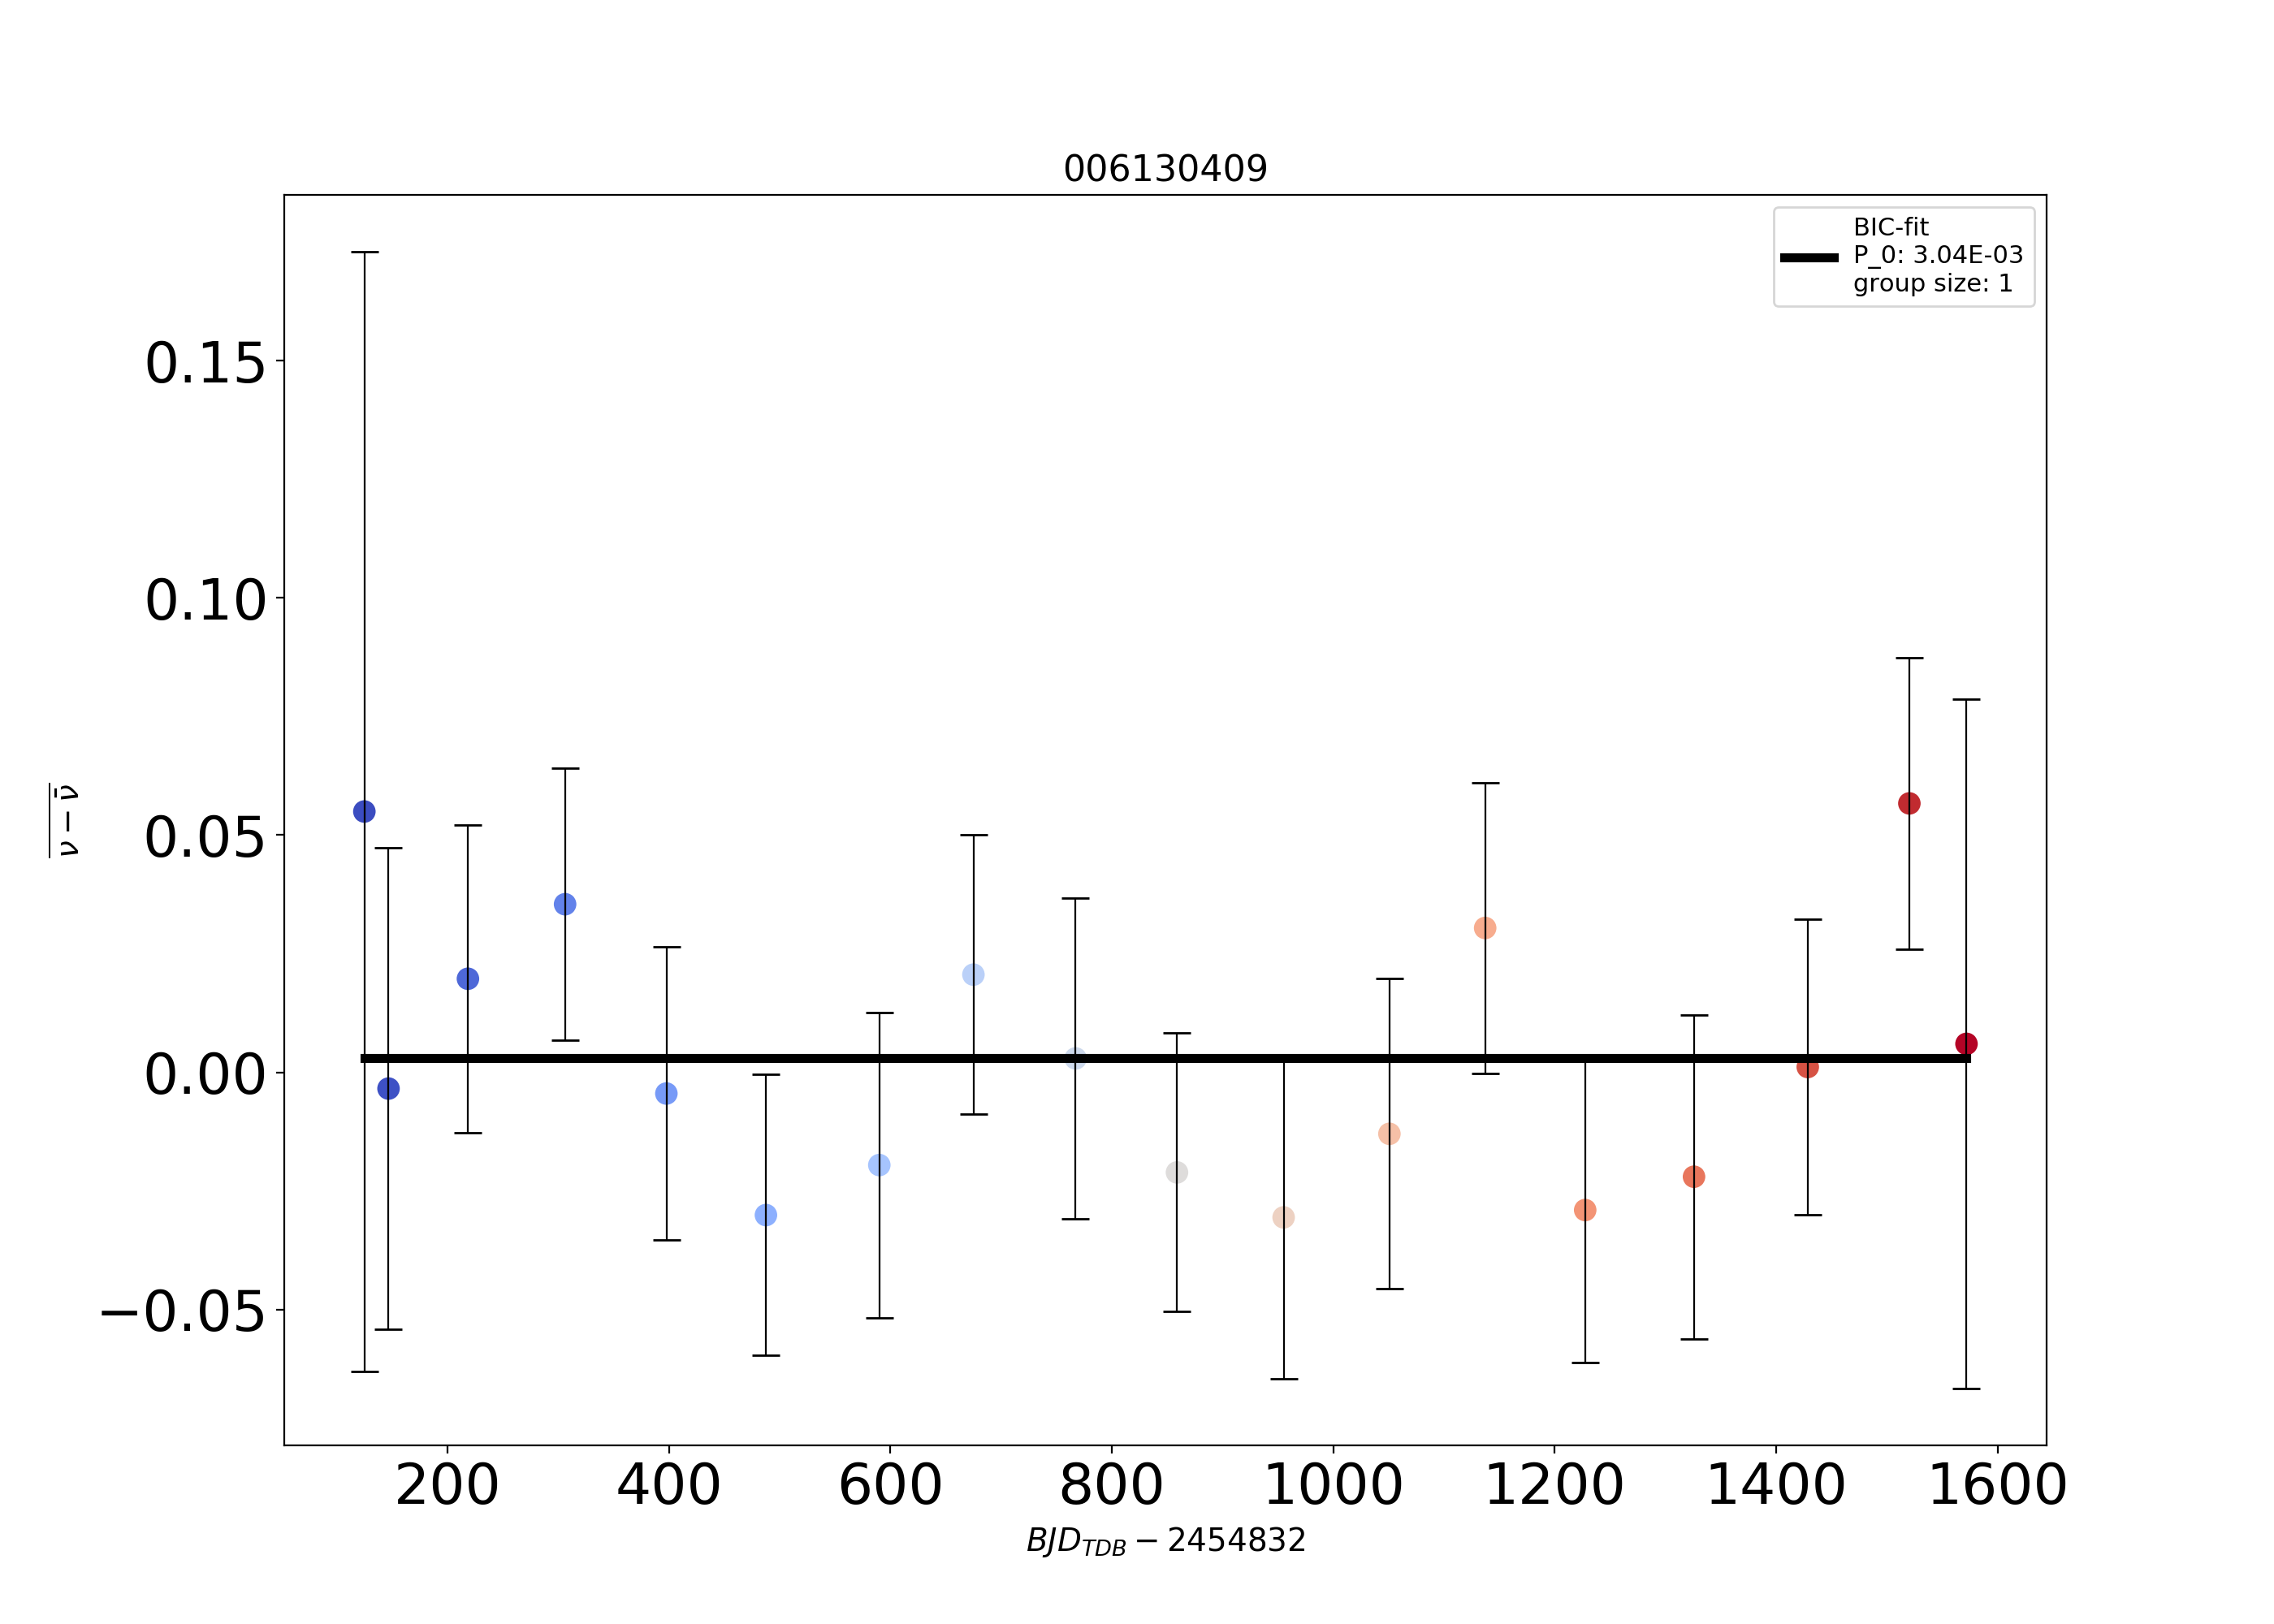 006130409
BIC-fit
P_0: 3.04E-03
group size: 1
0.15
0.10
0.05
0.00
−0.05
ν − ν̄
200 400 600 800 1000 1200 1400 1600
BJD_TDB − 2454832